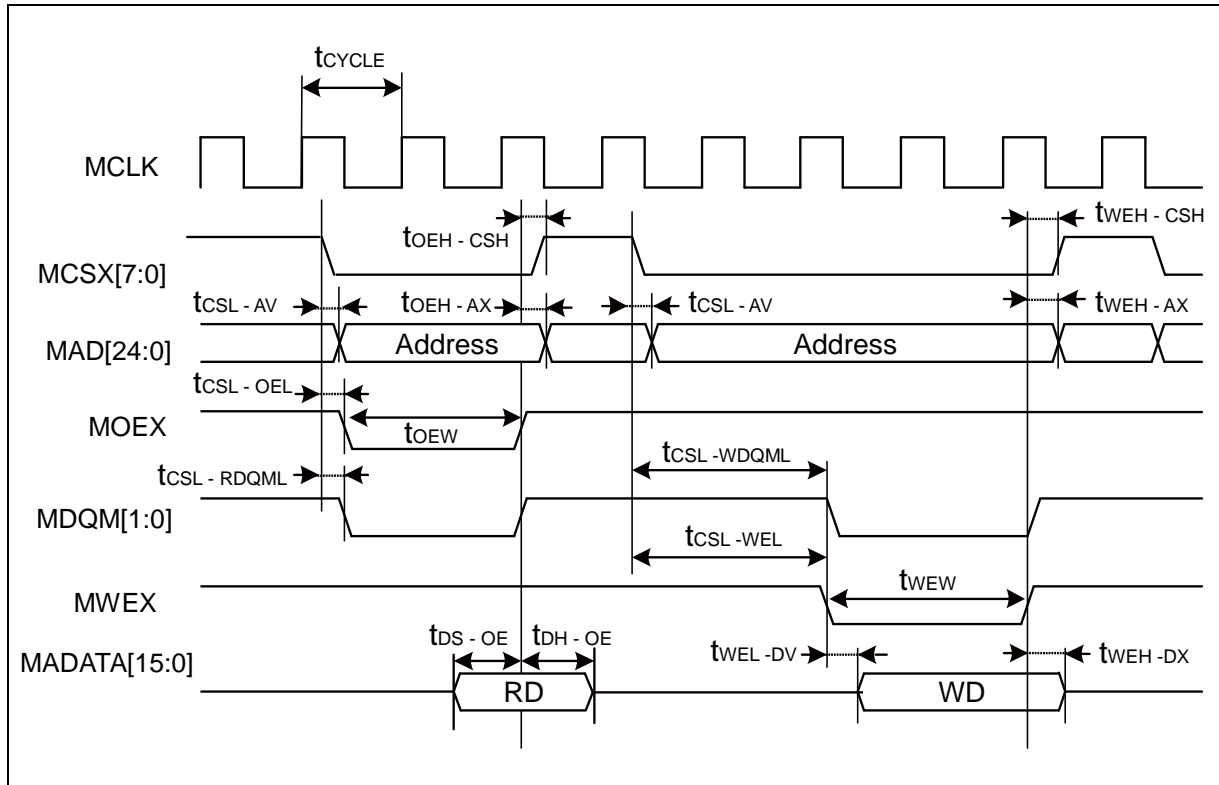 tCYCLE
MCLK
tWEH - CSH
tOEH - CSH
MCSX[7:0]
tCSL - AV
tOEH - AX
tCSL - AV
tWEH - AX
MAD[24:0]
Address
Address
tCSL - OEL
MOEX
tOEW
tCSL - RDQML
tCSL -WDQML
MDQM[1:0]
tCSL -WEL
MWEX
tWEW
tDS - OE
tDH - OE
MADATA[15:0]
tWEL -DV
tWEH -DX
RD
WD